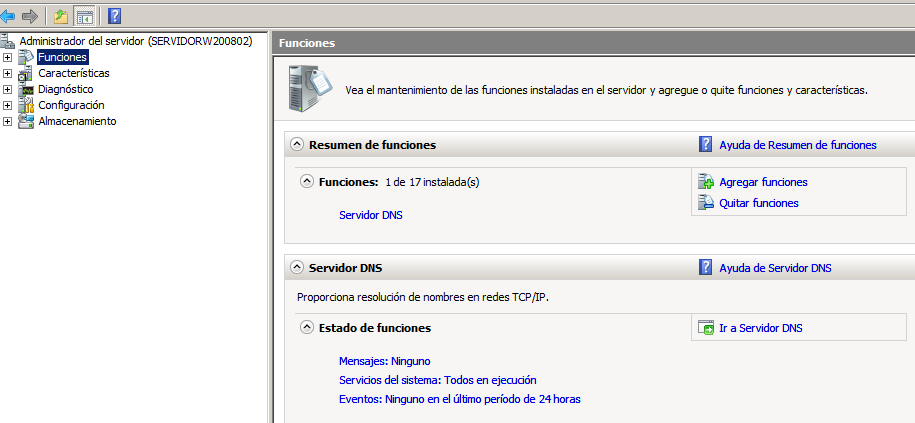 Administrador del servidor (SERVIDORW200802)
Funciones
Características
Diagnóstico
Configuración
Almacenamiento
Funciones
Vea el mantenimiento de las funciones instaladas en el servidor y agregue o quite funciones y características.
Resumen de funciones
Ayuda de Resumen de funciones
Funciones: 1 de 17 instalada(s)
Agregar funciones
Quitar funciones
Servidor DNS
Servidor DNS
Ayuda de Servidor DNS
Proporciona resolución de nombres en redes TCP/IP.
Estado de funciones
Ir a Servidor DNS
Mensajes: Ninguno
Servicios del sistema: Todos en ejecución
Eventos: Ninguno en el último período de 24 horas